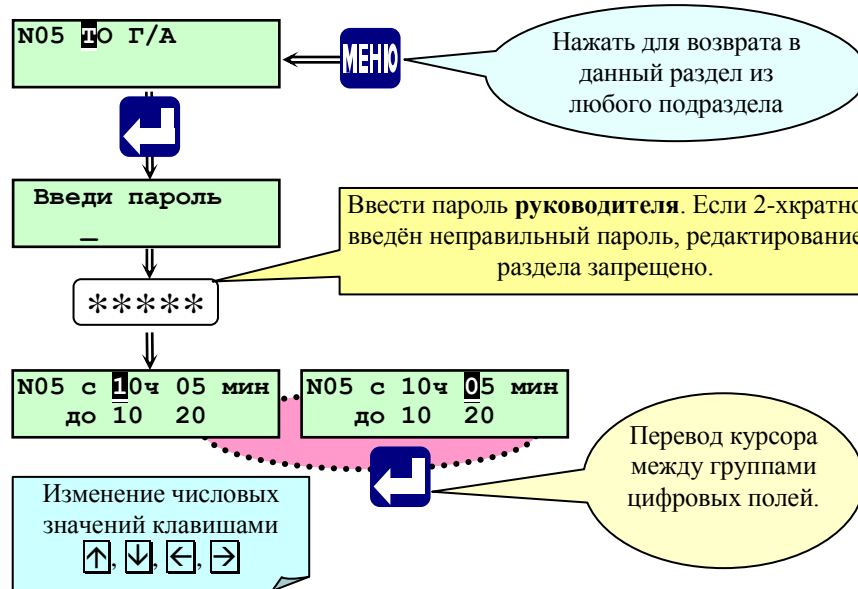 N05 ТО Г/А
МЕНЮ
Нажать для возврата в
данный раздел из
любого подраздела
Введи пароль
_
Ввести пароль руководителя. Если 2-хкратно
введён неправильный пароль, редактирование
раздела запрещено.
*****
N05 с 10ч 05 мин
до 10 20
N05 с 10ч 05 мин
до 10 20
Перевод курсора
между группами
цифровых полей.
Изменение числовых
значений клавишами
↑, ↓, ←, →